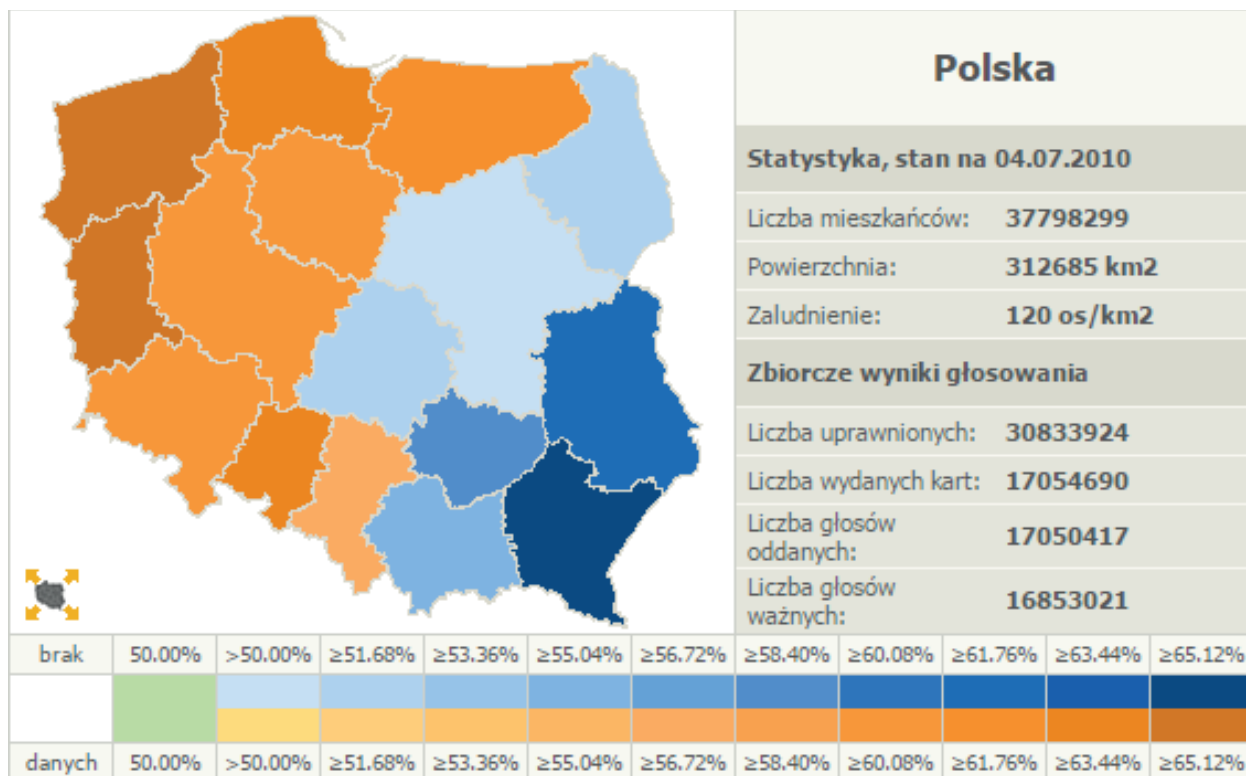 Polska
Statystyka, stan na 04.07.2010
Liczba mieszkańców: 37798299
Powierzchnia: 312685 km2
Zaludnienie: 120 os/km2
Zbiorcze wyniki głosowania
Liczba uprawnionych: 30833924
Liczba wydanych kart: 17054690
Liczba głosów
oddanych: 17050417
Liczba głosów
ważnych: 16853021
brak 50.00% >50.00% ≥51.68% ≥53.36% ≥55.04% ≥56.72% ≥58.40% ≥60.08% ≥61.76% ≥63.44% ≥65.12%
danych 50.00% >50.00% ≥51.68% ≥53.36% ≥55.04% ≥56.72% ≥58.40% ≥60.08% ≥61.76% ≥63.44% ≥65.12%